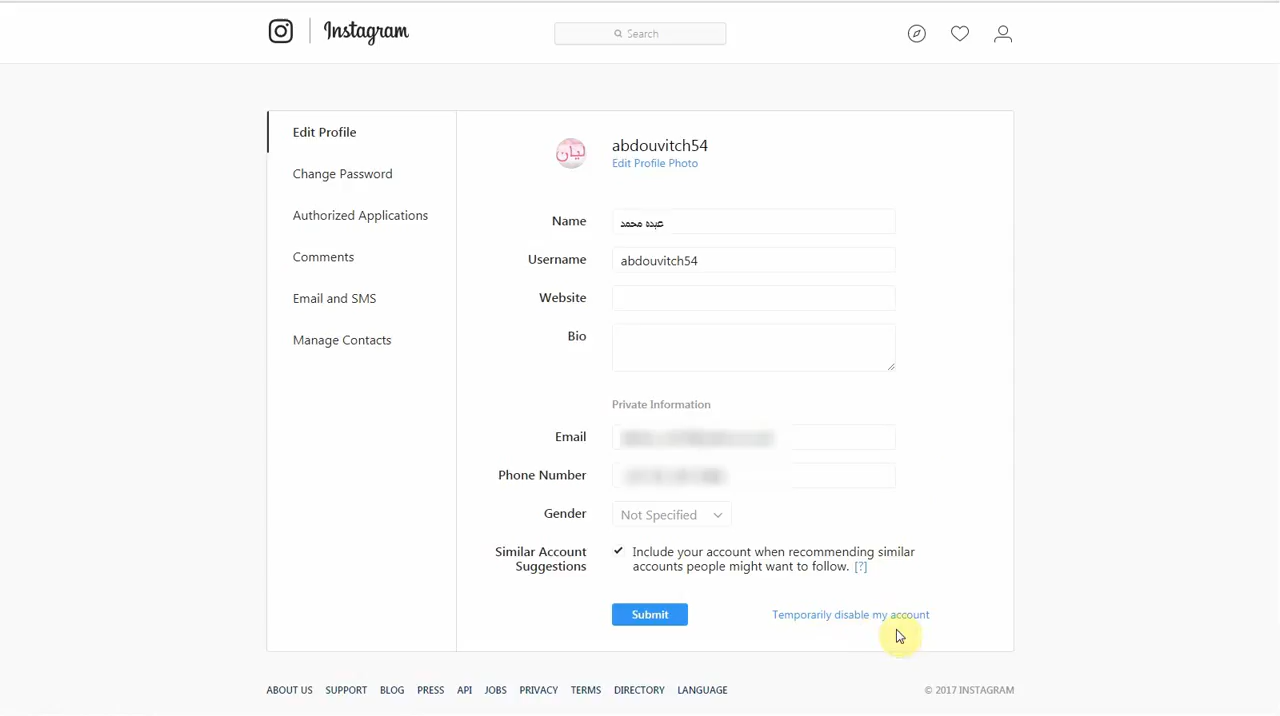 Instagram
Search
Edit Profile
Change Password
Authorized Applications
Comments
Email and SMS
Manage Contacts
ليان
abdouvitch54
Edit Profile Photo
Name
عبده محمد
Username
abdouvitch54
Website
Bio
Private Information
Email
Phone Number
Gender
Not Specified
Similar Account
Suggestions
Include your account when recommending similar
accounts people might want to follow. [?]
Submit
Temporarily disable my account
ABOUT US SUPPORT BLOG PRESS API JOBS PRIVACY TERMS DIRECTORY LANGUAGE
© 2017 INSTAGRAM